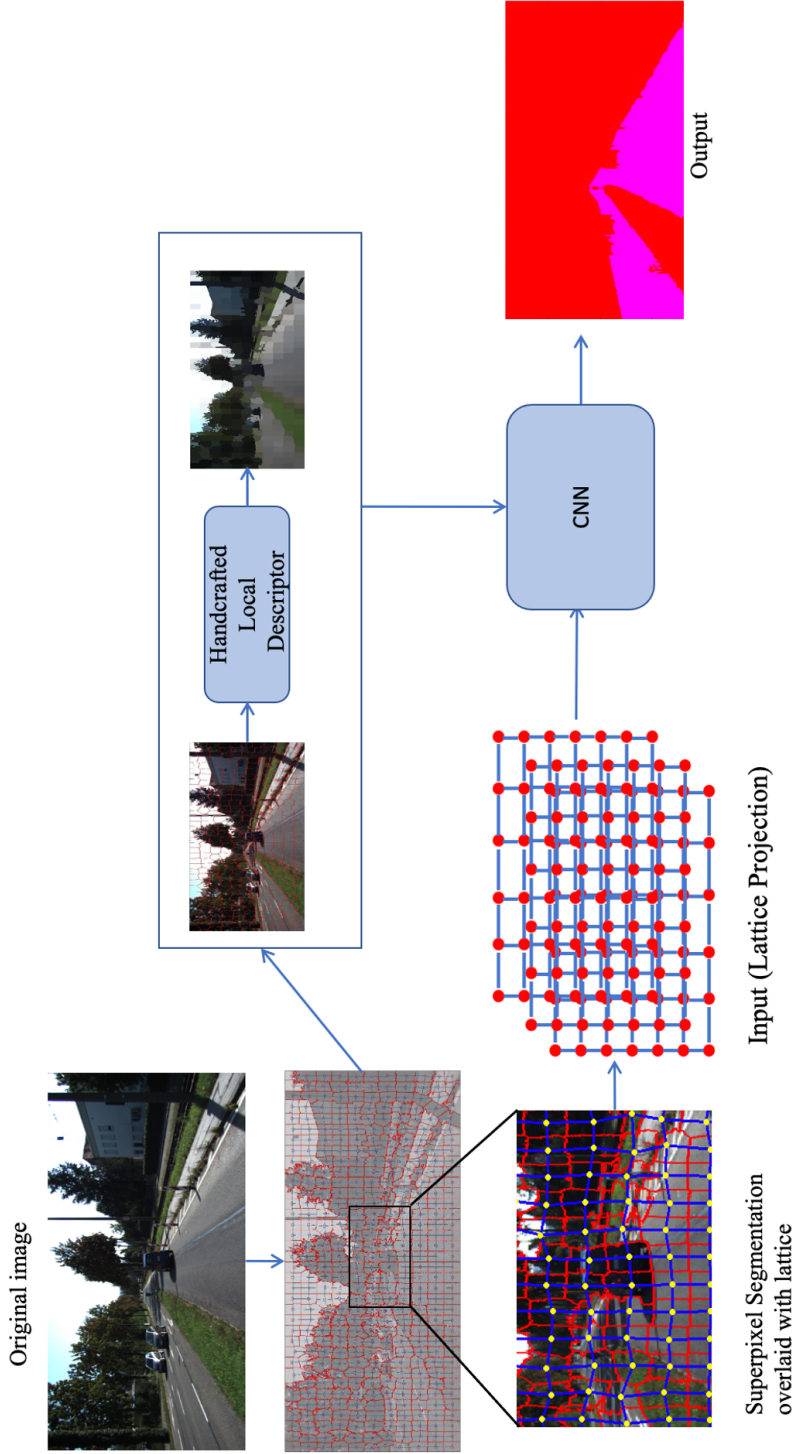 Original image
Handcrafted
Local
Descriptor
CNN
Output
Input (Lattice Projection)
Superpixel Segmentation
overlaid with lattice